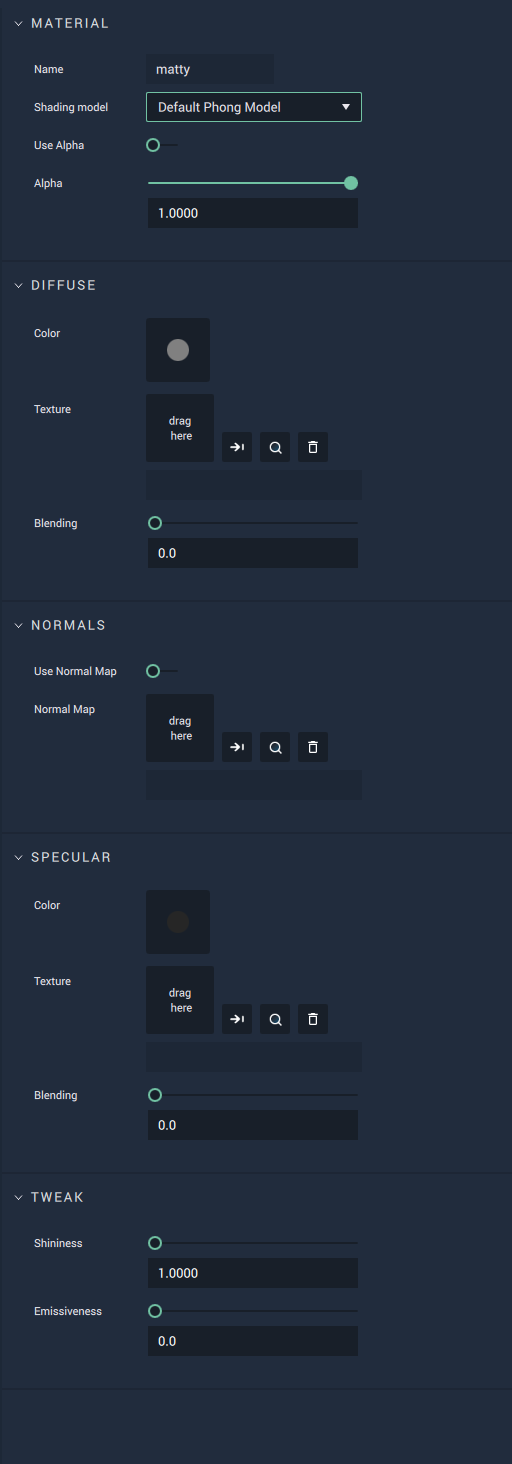 MATERIAL
Name
matty
Shading model
Default Phong Model
Use Alpha
Alpha
1.0000
DIFFUSE
Color
Texture
drag
here
Blending
0.0
NORMALS
Use Normal Map
Normal Map
drag
here
SPECULAR
Color
Texture
drag
here
Blending
0.0
TWEAK
Shininess
1.0000
Emissiveness
0.0